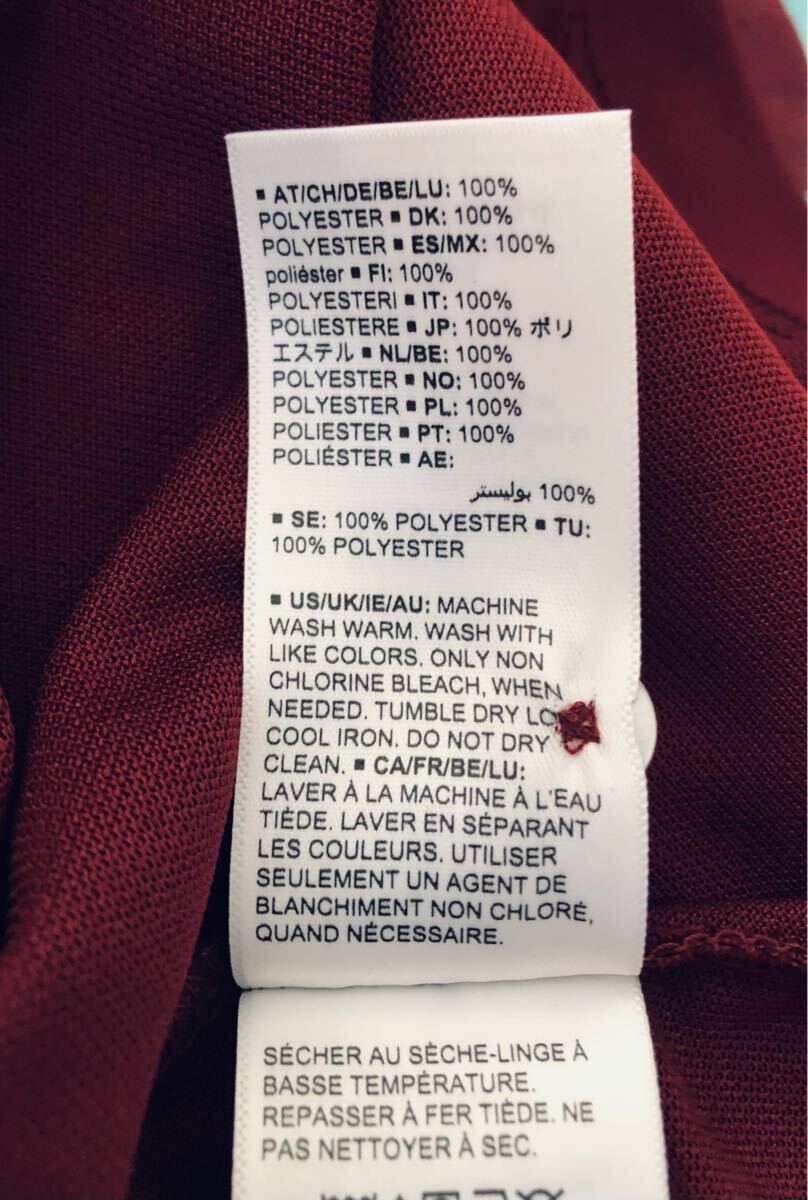 ▪ AT/CH/DE/BE/LU: 100%
POLYESTER ▪ DK: 100%
POLYESTER ▪ ES/MX: 100%
poliéster ▪ FI: 100%
POLYESTERI ▪ IT: 100%
POLIESTERE ▪ JP: 100% ポリ
エステル ▪ NL/BE: 100%
POLYESTER ▪ NO: 100%
POLYESTER ▪ PL: 100%
POLIESTER ▪ PT: 100%
POLIÉSTER ▪ AE:
100% بوليستر
▪ SE: 100% POLYESTER ▪ TU:
100% POLYESTER
▪ US/UK/IE/AU: MACHINE
WASH WARM. WASH WITH
LIKE COLORS. ONLY NON
CHLORINE BLEACH, WHEN
NEEDED. TUMBLE DRY
COOL IRON. DO NOT DRY
CLEAN. ▪ CA/FR/BE/LU:
LAVER À LA MACHINE À L'EAU
TIÈDE. LAVER EN SÉPARANT
LES COULEURS. UTILISER
SEULEMENT UN AGENT DE
BLANCHIMENT NON CHLORÉ,
QUAND NÉCESSAIRE.
SÉCHER AU SÈCHE-LINGE À
BASSE TEMPÉRATURE.
REPASSER À FER TIÈDE. NE
PAS NETTOYER À SEC.